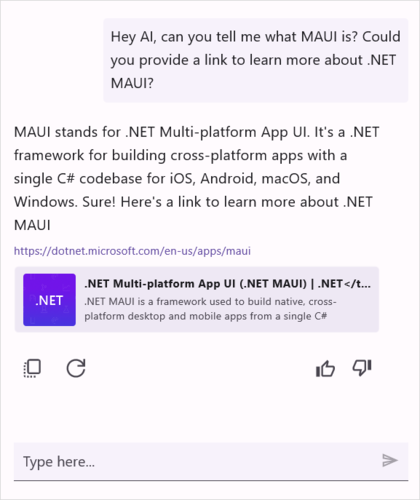 Hey AI, can you tell me what MAUI is? Could
you provide a link to learn more about .NET
MAUI?
MAUI stands for .NET Multi-platform App UI. It's a .NET
framework for building cross-platform apps with a
single C# codebase for iOS, Android, macOS, and
Windows. Sure! Here's a link to learn more about .NET
MAUI
https://dotnet.microsoft.com/en-us/apps/maui
.NET
.NET Multi-platform App UI (.NET MAUI) | .NET</t...
.NET MAUI is a framework used to build native, cross-
platform desktop and mobile apps from a single C#
Type here...